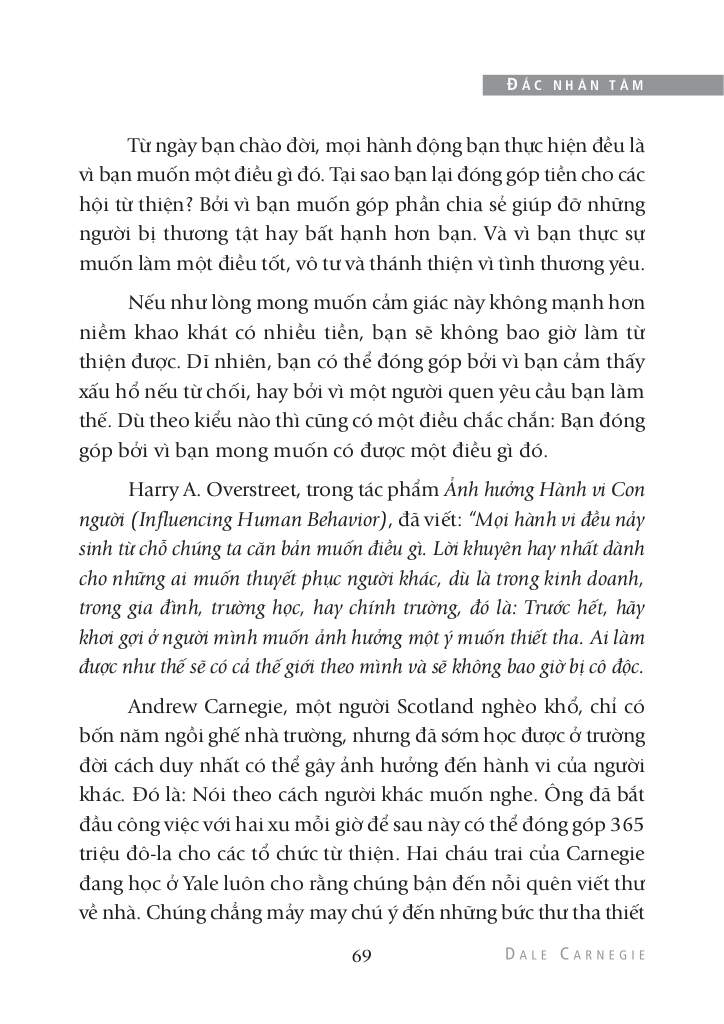 ĐẮC NHÂN TÂM
Từ ngày bạn chào đời, mọi hành động bạn thực hiện đều là
vì bạn muốn một điều gì đó. Tại sao bạn lại đóng góp tiền cho các
hội từ thiện? Bởi vì bạn muốn góp phần chia sẻ giúp đỡ những
người bị thương tật hay bất hạnh hơn bạn. Và vì bạn thực sự
muốn làm một điều tốt, vô tư và thánh thiện vì tình thương yêu.
Nếu như lòng mong muốn cảm giác này không mạnh hơn
niềm khao khát có nhiều tiền, bạn sẽ không bao giờ làm từ
thiện được. Dĩ nhiên, bạn có thể đóng góp bởi vì bạn cảm thấy
xấu hổ nếu từ chối, hay bởi vì một người quen yêu cầu bạn làm
thế. Dù theo kiểu nào thì cũng có một điều chắc chắn: Bạn đóng
góp bởi vì bạn mong muốn có được một điều gì đó.
Harry A. Overstreet, trong tác phẩm Ảnh hưởng Hành vi Con
người (Influencing Human Behavior), đã viết: “Mọi hành vi đều nảy
sinh từ chỗ chúng ta căn bản muốn điều gì. Lời khuyên hay nhất dành
cho những ai muốn thuyết phục người khác, dù là trong kinh doanh,
trong gia đình, trường học, hay chính trường, đó là: Trước hết, hãy
khơi gợi ở người mình muốn ảnh hưởng một ý muốn thiết tha. Ai làm
được như thế sẽ có cả thế giới theo mình và sẽ không bao giờ bị cô độc.
Andrew Carnegie, một người Scotland nghèo khổ, chỉ có
bốn năm ngồi ghế nhà trường, nhưng đã sớm học được ở trường
đời cách duy nhất có thể gây ảnh hưởng đến hành vi của người
khác. Đó là: Nói theo cách người khác muốn nghe. Ông đã bắt
đầu công việc với hai xu mỗi giờ để sau này có thể đóng góp 365
triệu đô-la cho các tổ chức từ thiện. Hai cháu trai của Carnegie
đang học ở Yale luôn cho rằng chúng bận đến nỗi quên viết thư
về nhà. Chúng chẳng mảy may chú ý đến những bức thư tha thiết
69
DALE CARNEGIE